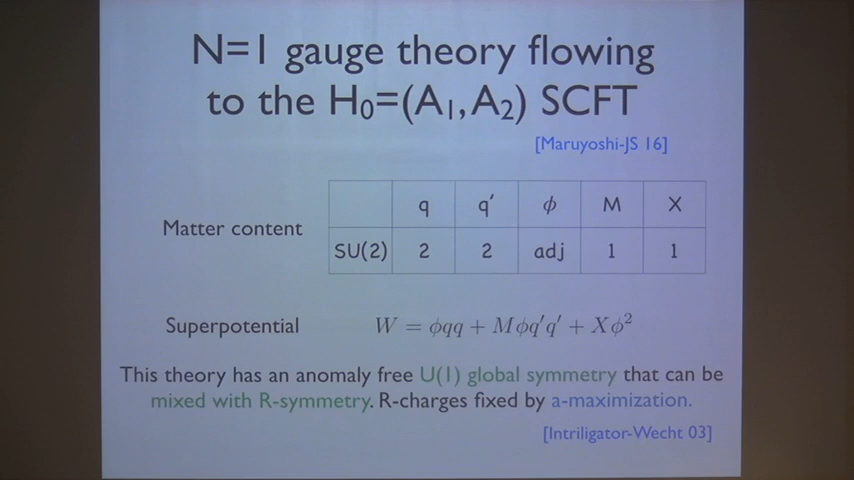 N=1 gauge theory flowing
to the H₀=(A₁,A₂) SCFT
[Maruyoshi-JS 16]
q q′ ϕ M X
Matter content
SU(2) 2 2 adj 1 1
Superpotential W = ϕqq + Mϕq′q′ + Xϕ²
This theory has an anomaly free U(1) global symmetry that can be
mixed with R-symmetry. R-charges fixed by a-maximization.
[Intriligator-Wecht 03]